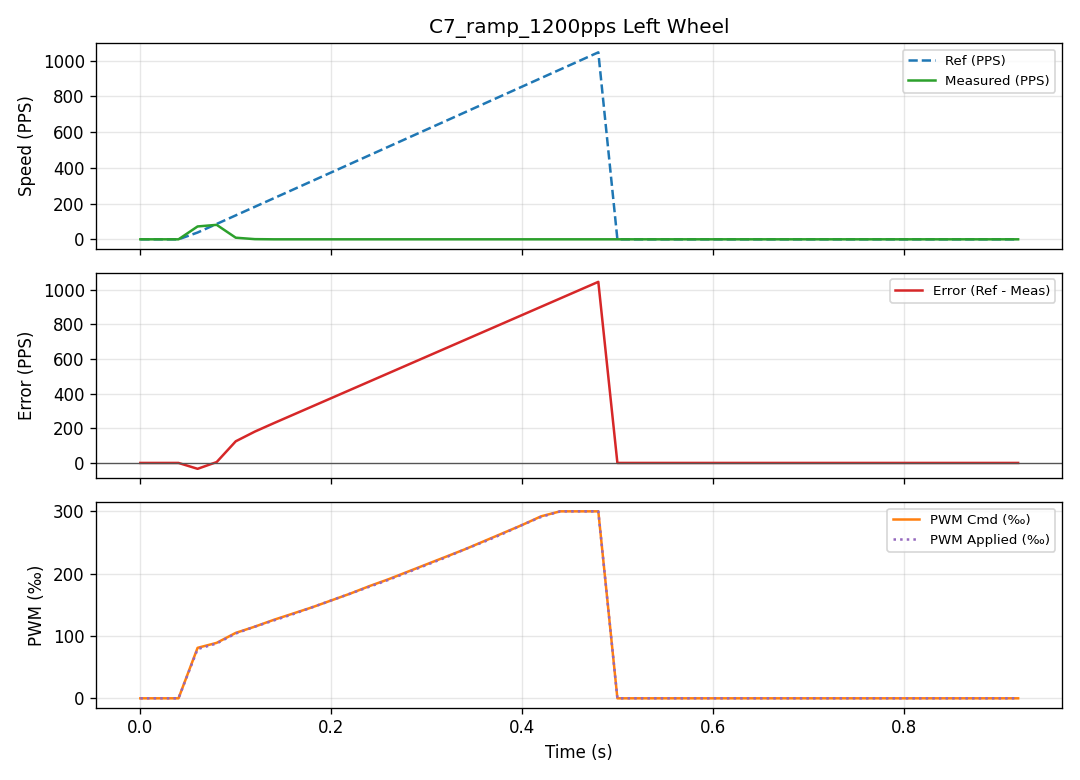 C7_ramp_1200pps Left Wheel
Speed (PPS)
1000
800
600
400
200
0
Ref (PPS)
Measured (PPS)
Error (PPS)
1000
800
600
400
200
0
Error (Ref - Meas)
PWM (‰)
300
200
100
0
PWM Cmd (‰)
PWM Applied (‰)
0.0 0.2 0.4 0.6 0.8
Time (s)